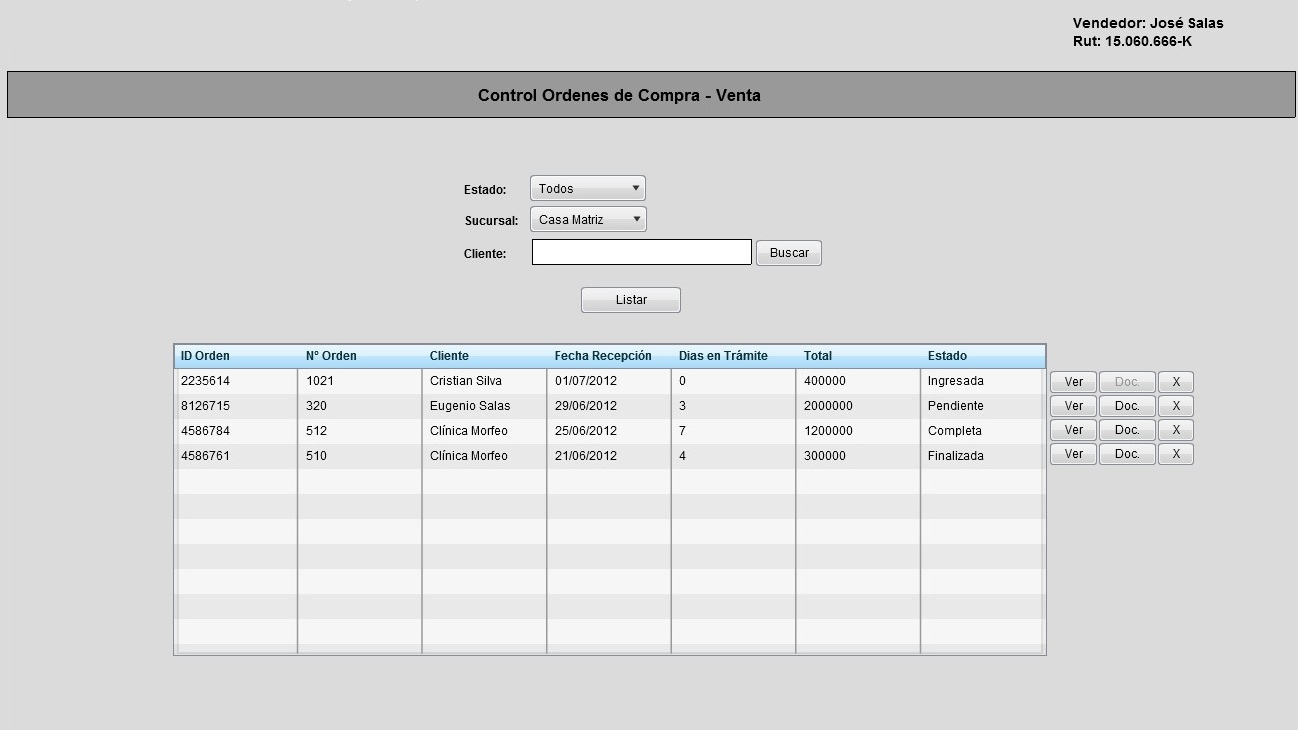 Vendedor: José Salas
Rut: 15.060.666-K
Control Ordenes de Compra - Venta
Estado: Todos
Sucursal: Casa Matriz
Cliente: Buscar
Listar
ID Orden N° Orden Cliente Fecha Recepción Dias en Trámite Total Estado
2235614 1021 Cristian Silva 01/07/2012 0 400000 Ingresada Ver Doc. X
8126715 320 Eugenio Salas 29/06/2012 3 2000000 Pendiente Ver Doc. X
4586784 512 Clínica Morfeo 25/06/2012 7 1200000 Completa Ver Doc. X
4586761 510 Clínica Morfeo 21/06/2012 4 300000 Finalizada Ver Doc. X